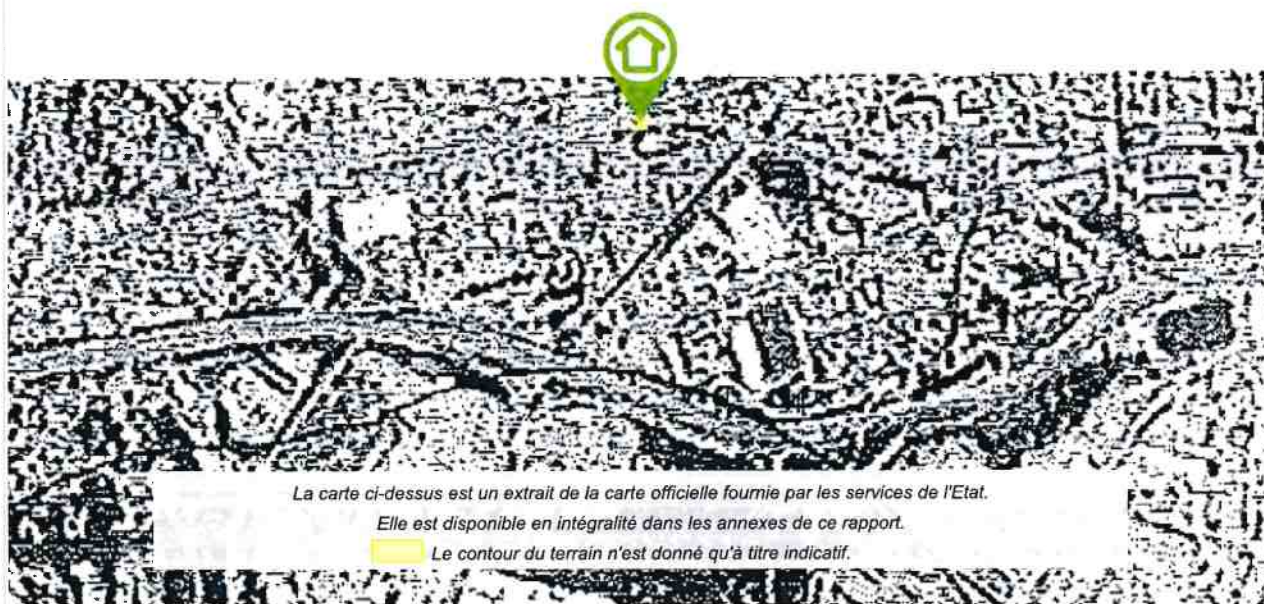 La carte ci-dessus est un extrait de la carte officielle fournie par les services de l'Etat.
Elle est disponible en intégralité dans les annexes de ce rapport.
Le contour du terrain n'est donné qu'à titre indicatif.